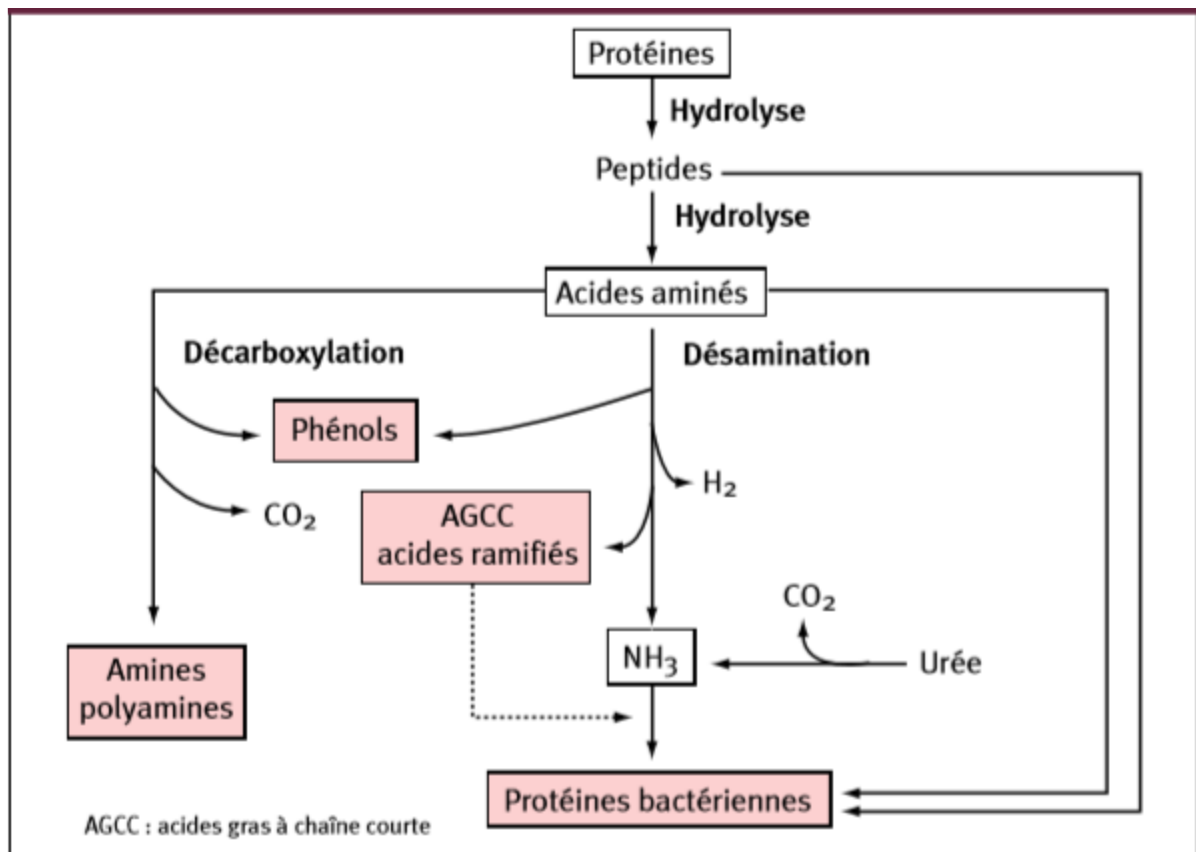 Protéines
Hydrolyse
Peptides
Hydrolyse
Acides aminés
Décarboxylation
Désamination
Phénols
H2
CO2
AGCC
acides ramifiés
CO2
NH3
Urée
Amines
polyamines
Protéines bactériennes
AGCC : acides gras à chaîne courte